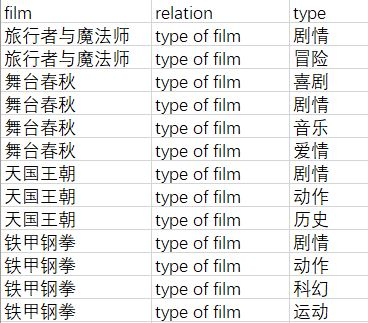 film relation type
旅行者与魔法师 type of film 剧情
旅行者与魔法师 type of film 冒险
舞台春秋 type of film 喜剧
舞台春秋 type of film 剧情
舞台春秋 type of film 音乐
舞台春秋 type of film 爱情
天国王朝 type of film 剧情
天国王朝 type of film 动作
天国王朝 type of film 历史
铁甲钢拳 type of film 剧情
铁甲钢拳 type of film 动作
铁甲钢拳 type of film 科幻
铁甲钢拳 type of film 运动